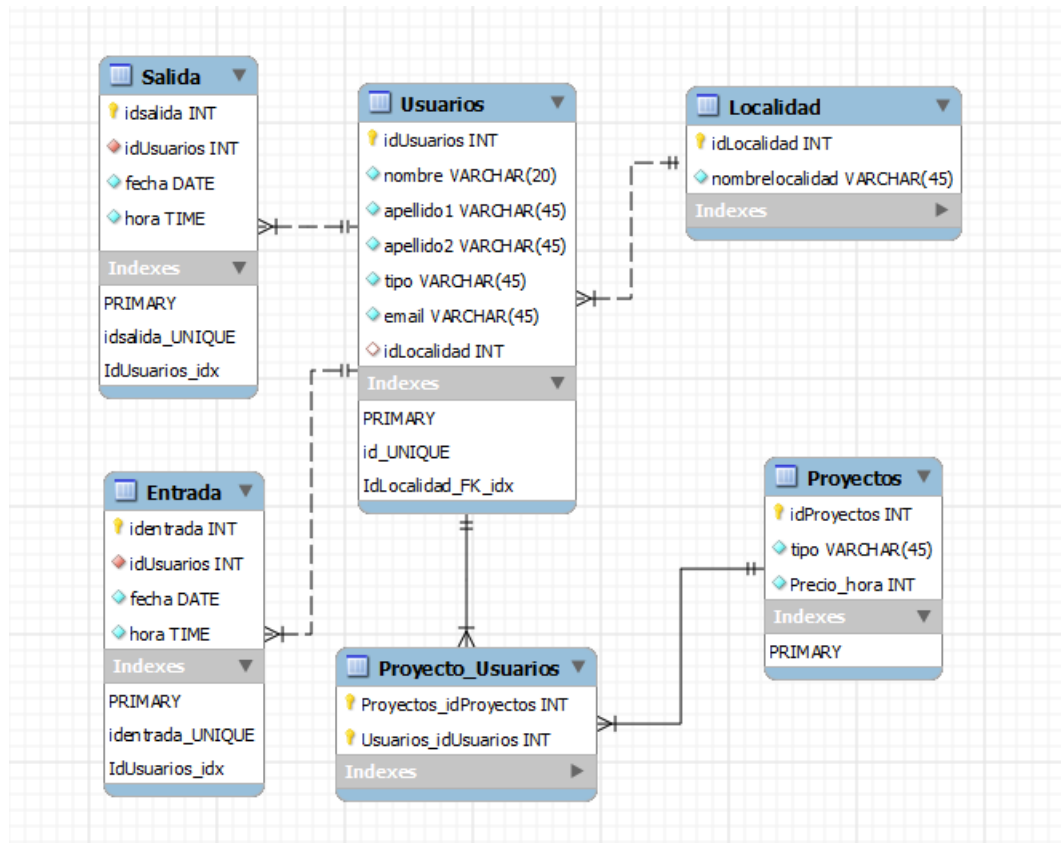 Salida
idsalida INT
idUsuarios INT
fecha DATE
hora TIME
Indexes
PRIMARY
idsalida_UNIQUE
IdUsuarios_idx
Usuarios
idUsuarios INT
nombre VARCHAR(20)
apellido1 VARCHAR(45)
apellido2 VARCHAR(45)
tipo VARCHAR(45)
email VARCHAR(45)
idLocalidad INT
Indexes
PRIMARY
id_UNIQUE
IdLocalidad_FK_idx
Localidad
idLocalidad INT
nombrelocalidad VARCHAR(45)
Indexes
Entrada
identrada INT
idUsuarios INT
fecha DATE
hora TIME
Indexes
PRIMARY
identrada_UNIQUE
IdUsuarios_idx
Proyecto_Usuarios
Proyectos_idProyectos INT
Usuarios_idUsuarios INT
Indexes
Proyectos
idProyectos INT
tipo VARCHAR(45)
Precio_hora INT
Indexes
PRIMARY